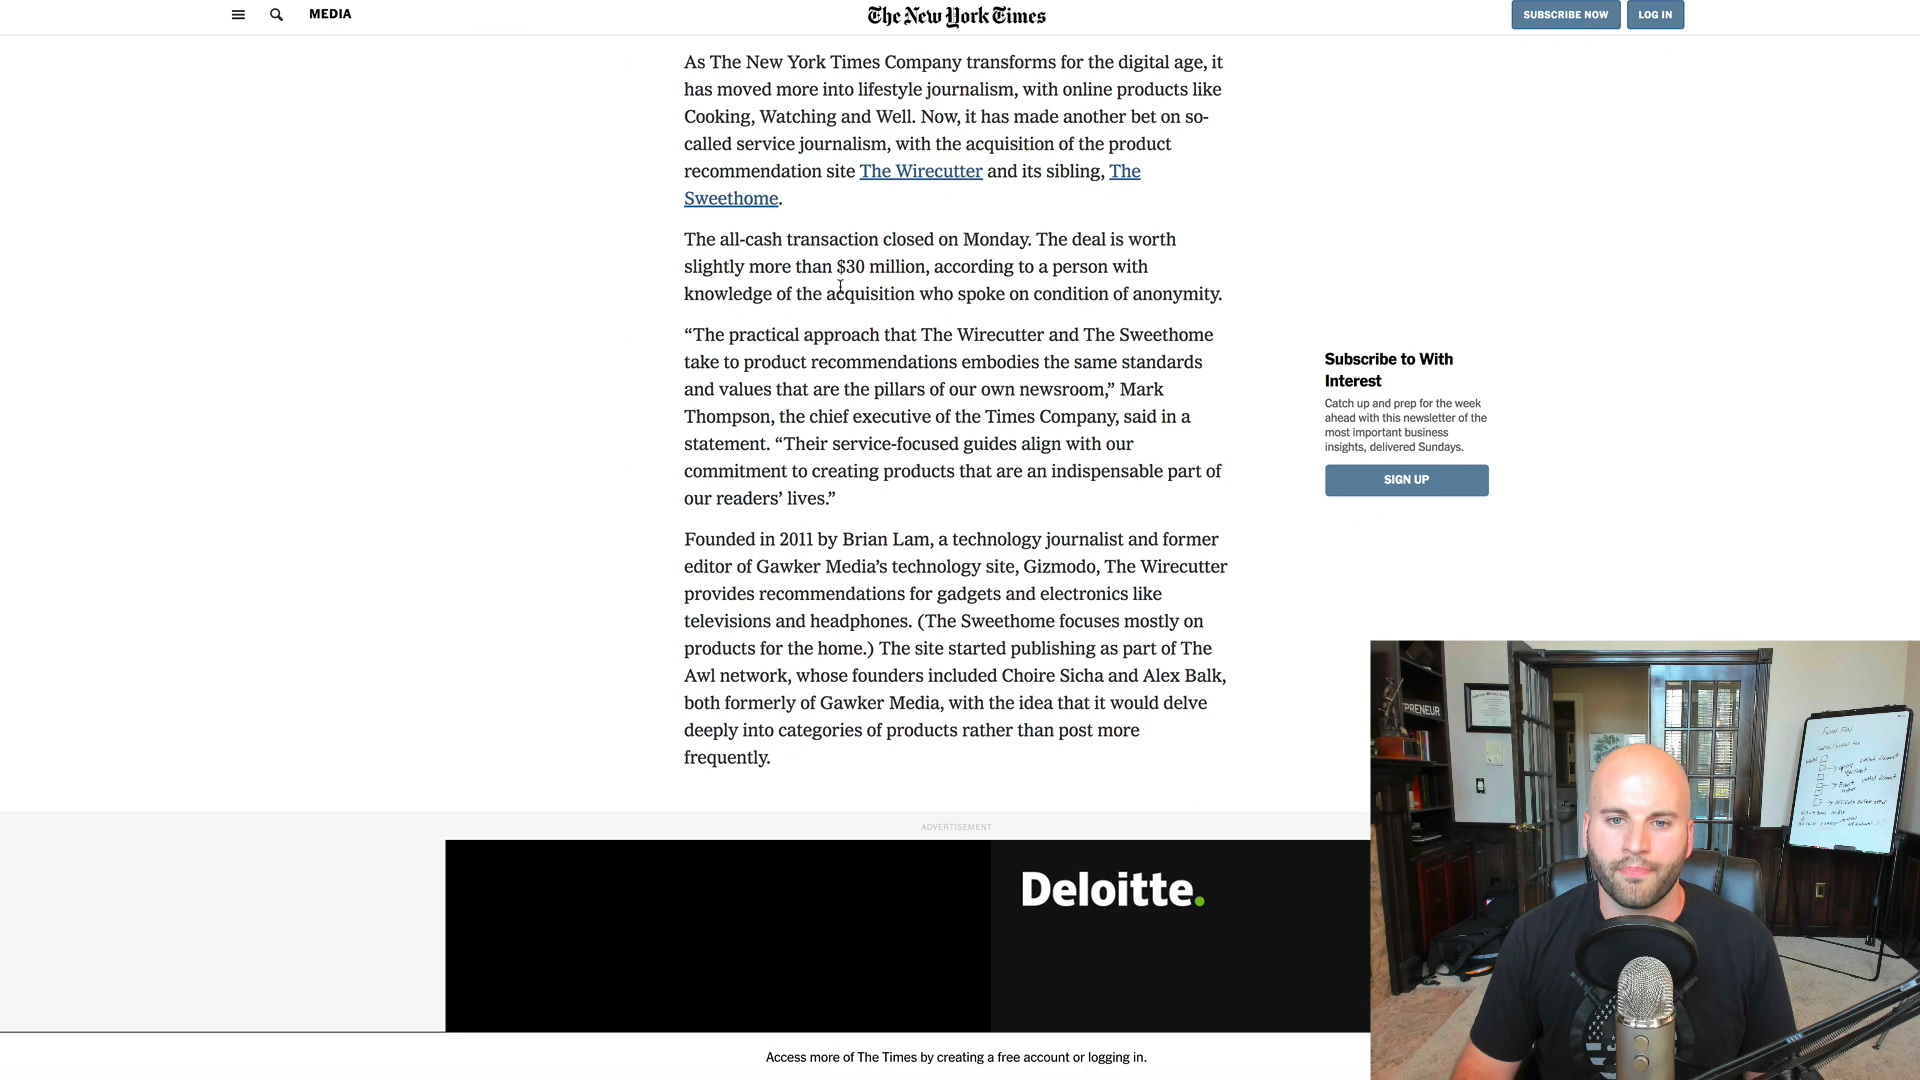 MEDIA
The New York Times
SUBSCRIBE NOW
LOG IN
As The New York Times Company transforms for the digital age, it
has moved more into lifestyle journalism, with online products like
Cooking, Watching and Well. Now, it has made another bet on so-
called service journalism, with the acquisition of the product
recommendation site The Wirecutter and its sibling, The
Sweethome.
The all-cash transaction closed on Monday. The deal is worth
slightly more than $30 million, according to a person with
knowledge of the acquisition who spoke on condition of anonymity.
“The practical approach that The Wirecutter and The Sweethome
take to product recommendations embodies the same standards
and values that are the pillars of our own newsroom,” Mark
Thompson, the chief executive of the Times Company, said in a
statement. “Their service-focused guides align with our
commitment to creating products that are an indispensable part of
our readers’ lives.”
Founded in 2011 by Brian Lam, a technology journalist and former
editor of Gawker Media’s technology site, Gizmodo, The Wirecutter
provides recommendations for gadgets and electronics like
televisions and headphones. (The Sweethome focuses mostly on
products for the home.) The site started publishing as part of The
Awl network, whose founders included Choire Sicha and Alex Balk,
both formerly of Gawker Media, with the idea that it would delve
deeply into categories of products rather than post more
frequently.
Subscribe to With
Interest
Catch up and prep for the week
ahead with this newsletter of the
most important business
insights, delivered Sundays.
SIGN UP
ADVERTISEMENT
Deloitte.
Access more of The Times by creating a free account or logging in.
PRENEUR